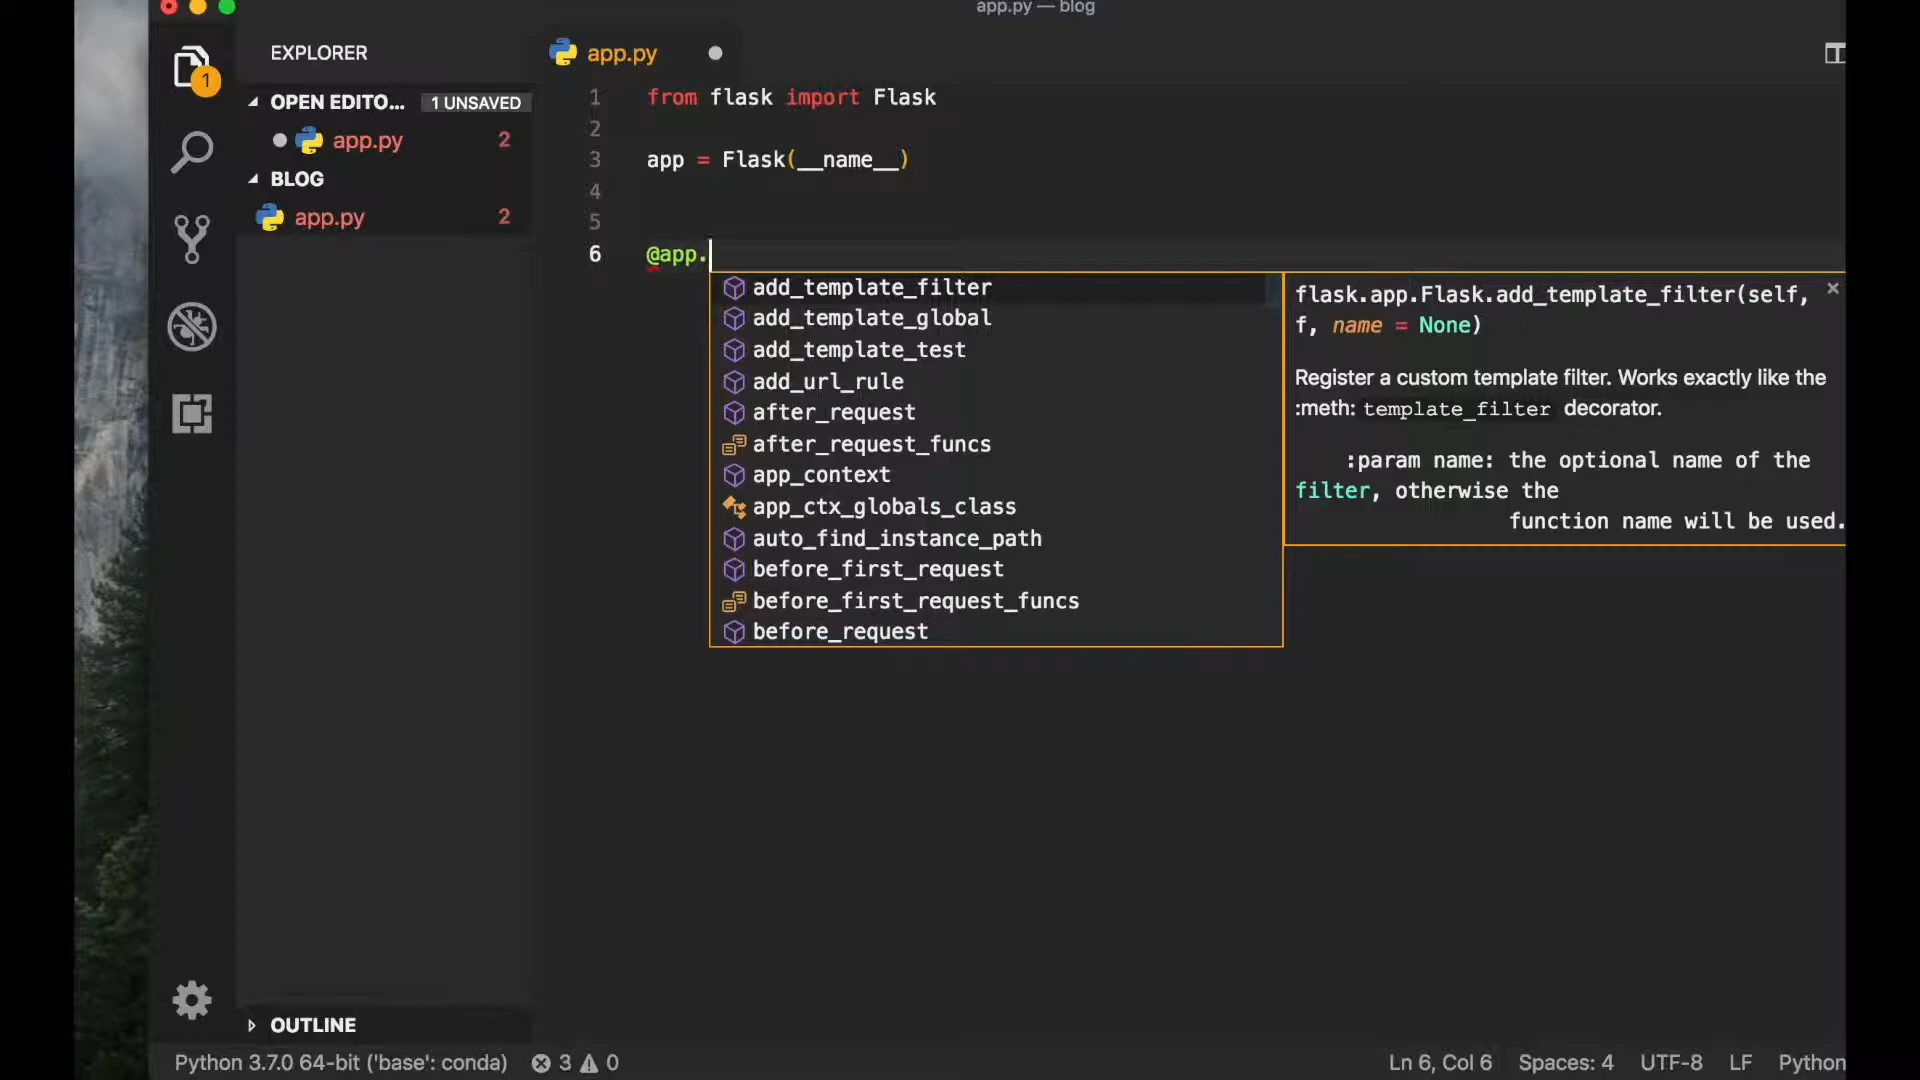 app.py — blog
EXPLORER
OPEN EDITO... 1 UNSAVED
app.py 2
BLOG
app.py 2
OUTLINE
1
app.py
1 from flask import Flask
2
3 app = Flask(__name__)
4
5
6 @app.
add_template_filter
add_template_global
add_template_test
add_url_rule
after_request
after_request_funcs
app_context
app_ctx_globals_class
auto_find_instance_path
before_first_request
before_first_request_funcs
before_request
flask.app.Flask.add_template_filter(self,
f, name = None)
Register a custom template filter. Works exactly like the
:meth: template_filter decorator.
:param name: the optional name of the
filter, otherwise the
function name will be used.
Python 3.7.0 64-bit ('base': conda) 3 0 Ln 6, Col 6 Spaces: 4 UTF-8 LF Python